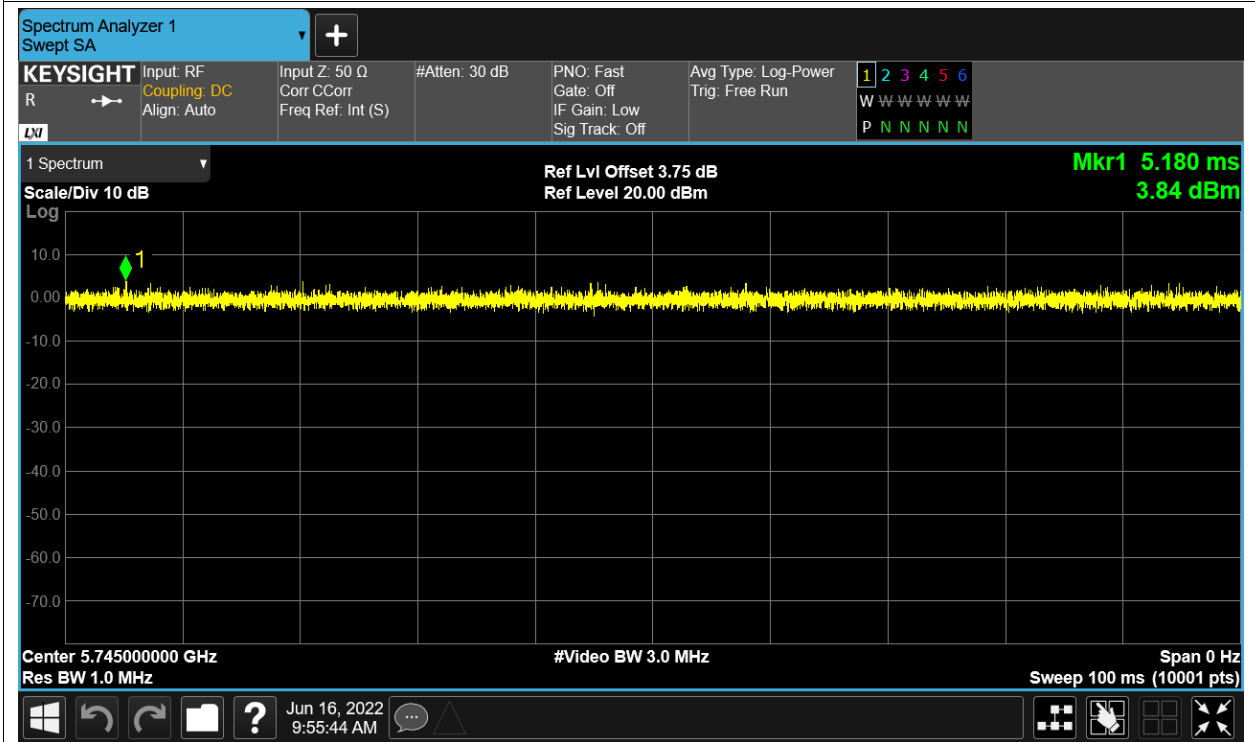 Spectrum Analyzer 1
Swept SA
KEYSIGHT
R
LXI
Input: RF
Coupling: DC
Align: Auto
Input Z: 50 Ω
Corr CCorr
Freq Ref: Int (S)
#Atten: 30 dB
PNO: Fast
Gate: Off
IF Gain: Low
Sig Track: Off
Avg Type: Log-Power
Trig: Free Run
1 2 3 4 5 6
W W W W W W
P N N N N N
1 Spectrum
Scale/Div 10 dB
Ref Lvl Offset 3.75 dB
Ref Level 20.00 dBm
Mkr1 5.180 ms
3.84 dBm
Log
10.0
1
0.00
-10.0
-20.0
-30.0
-40.0
-50.0
-60.0
-70.0
Center 5.745000000 GHz
Res BW 1.0 MHz
#Video BW 3.0 MHz
Span 0 Hz
Sweep 100 ms (10001 pts)
?
Jun 16, 2022
9:55:44 AM